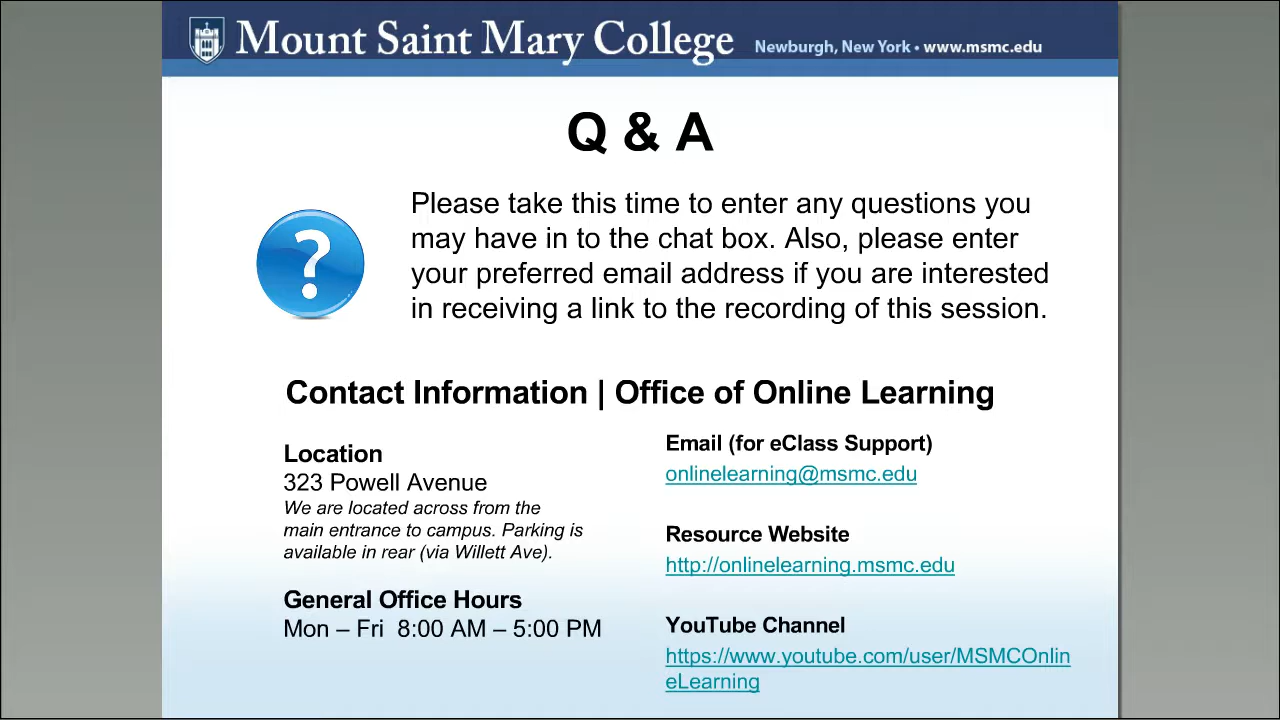 Mount Saint Mary College Newburgh, New York • www.msmc.edu
Q & A
Please take this time to enter any questions you
may have in to the chat box. Also, please enter
your preferred email address if you are interested
in receiving a link to the recording of this session.
Contact Information | Office of Online Learning
Location
323 Powell Avenue
We are located across from the
main entrance to campus. Parking is
available in rear (via Willett Ave).
General Office Hours
Mon – Fri 8:00 AM – 5:00 PM
Email (for eClass Support)
onlinelearning@msmc.edu
Resource Website
http://onlinelearning.msmc.edu
YouTube Channel
https://www.youtube.com/user/MSMCOnlin
eLearning